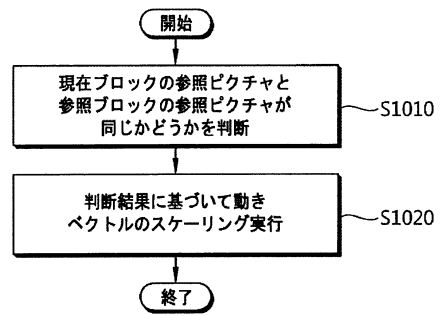 開始
現在ブロックの参照ピクチャと
参照ブロックの参照ピクチャが
同じかどうかを判断
S1010
判断結果に基づいて動き
ベクトルのスケーリング実行
S1020
終了